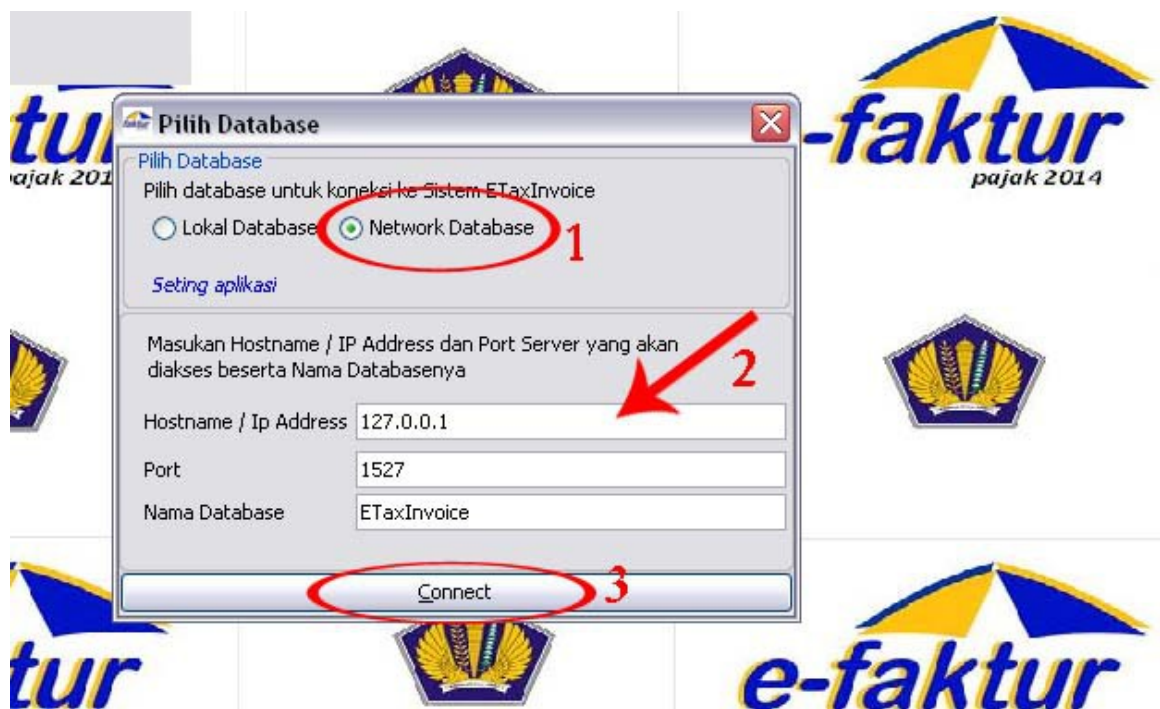 tur
ajak 201
-faktur
pajak 2014
Pilih Database
Pilih Database
Pilih database untuk koneksi ke Sistem ETaxInvoice
Lokal Database Network Database 1
Seting aplikasi
Masukan Hostname / IP Address dan Port Server yang akan
diakses beserta Nama Databasenya
2
Hostname / Ip Address 127.0.0.1
Port 1527
Nama Database ETaxInvoice
Connect 3
tur
e-faktur